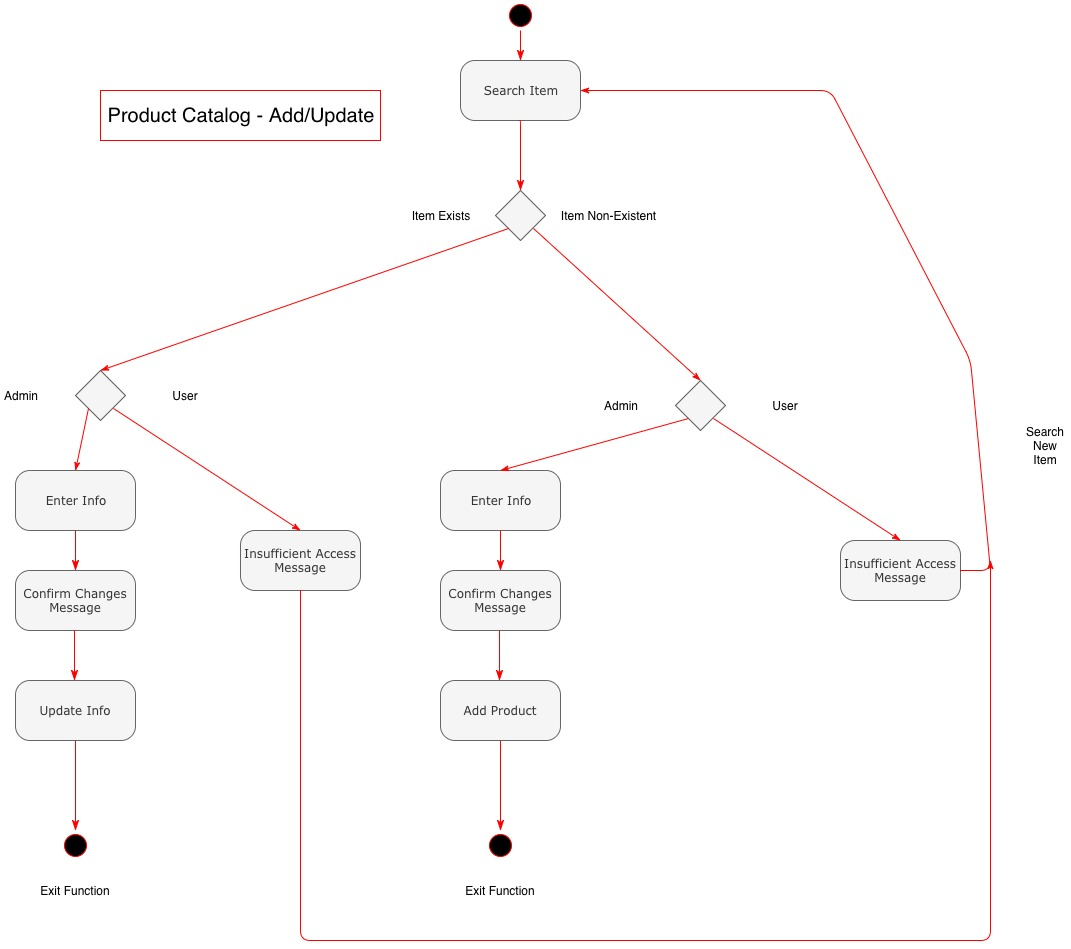 Search Item
Product Catalog - Add/Update
Item Exists
Item Non-Existent
Admin
User
Admin
User
Search
New
Item
Enter Info
Enter Info
Insufficient Access
Message
Insufficient Access
Message
Confirm Changes
Message
Confirm Changes
Message
Update Info
Add Product
Exit Function
Exit Function